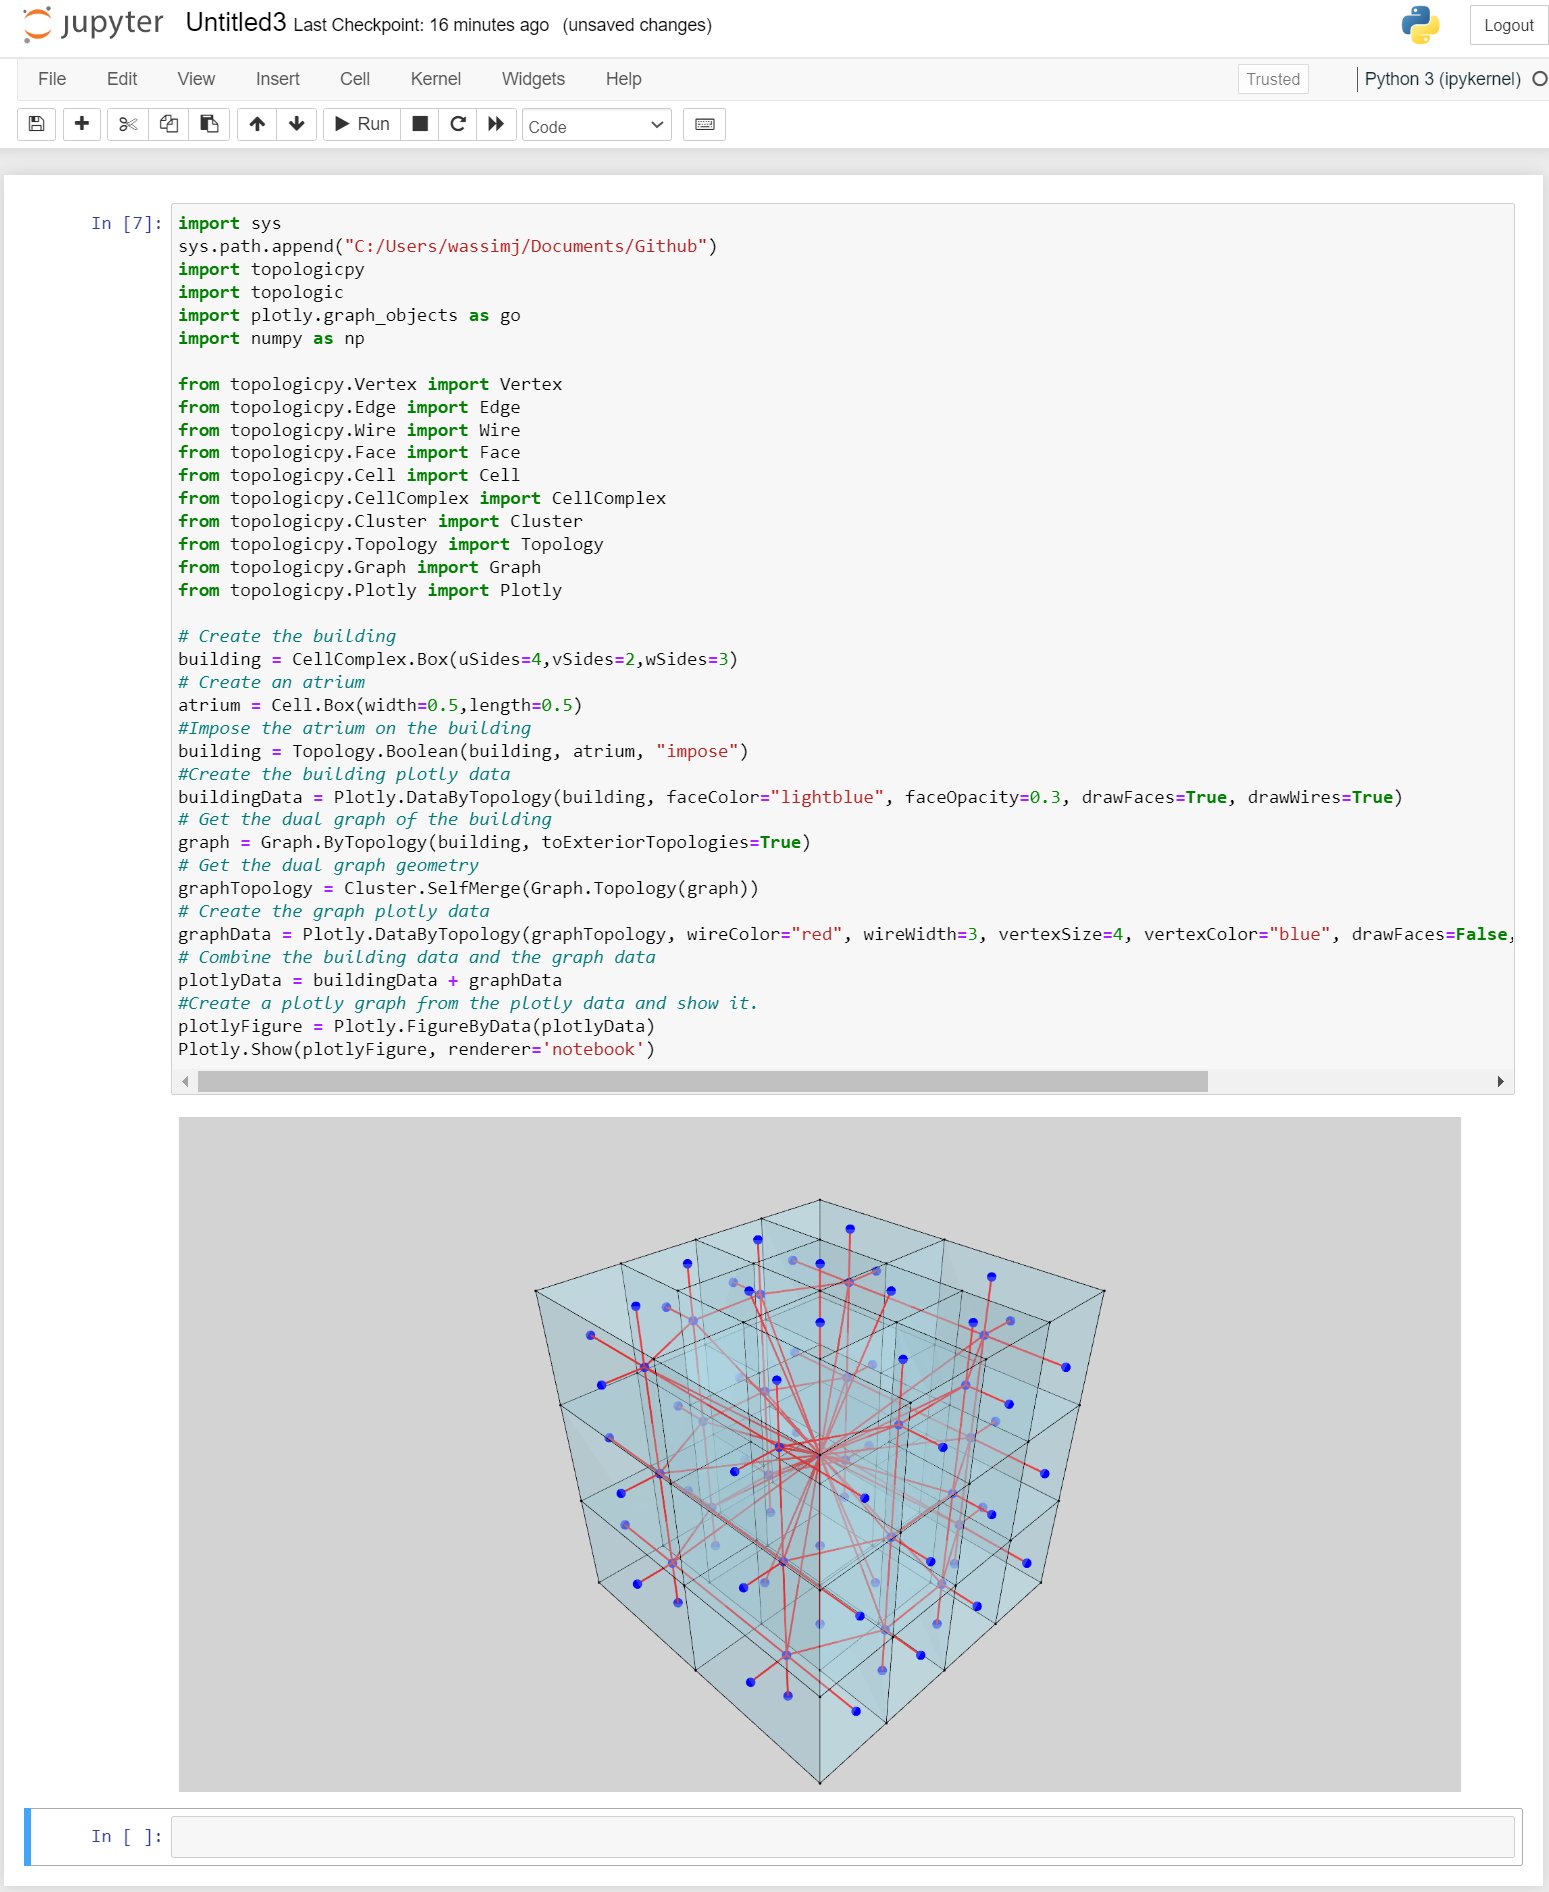 jupyter Untitled3 Last Checkpoint: 16 minutes ago (unsaved changes) Logout
File Edit View Insert Cell Kernel Widgets Help Trusted Python 3 (ipykernel)
Run Code
In [7]:
import sys
sys.path.append("C:/Users/wassimj/Documents/Github")
import topologicpy
import topologic
import plotly.graph_objects as go
import numpy as np
from topologicpy.Vertex import Vertex
from topologicpy.Edge import Edge
from topologicpy.Wire import Wire
from topologicpy.Face import Face
from topologicpy.Cell import Cell
from topologicpy.CellComplex import CellComplex
from topologicpy.Cluster import Cluster
from topologicpy.Topology import Topology
from topologicpy.Graph import Graph
from topologicpy.Plotly import Plotly
# Create the building
building = CellComplex.Box(uSides=4,vSides=2,wSides=3)
# Create an atrium
atrium = Cell.Box(width=0.5,length=0.5)
#Impose the atrium on the building
building = Topology.Boolean(building, atrium, "impose")
#Create the building plotly data
buildingData = Plotly.DataByTopology(building, faceColor="lightblue", faceOpacity=0.3, drawFaces=True, drawWires=True)
# Get the dual graph of the building
graph = Graph.ByTopology(building, toExteriorTopologies=True)
# Get the dual graph geometry
graphTopology = Cluster.SelfMerge(Graph.Topology(graph))
# Create the graph plotly data
graphData = Plotly.DataByTopology(graphTopology, wireColor="red", wireWidth=3, vertexSize=4, vertexColor="blue", drawFaces=False,
# Combine the building data and the graph data
plotlyData = buildingData + graphData
#Create a plotly graph from the plotly data and show it.
plotlyFigure = Plotly.FigureByData(plotlyData)
Plotly.Show(plotlyFigure, renderer='notebook')
In [ ]: